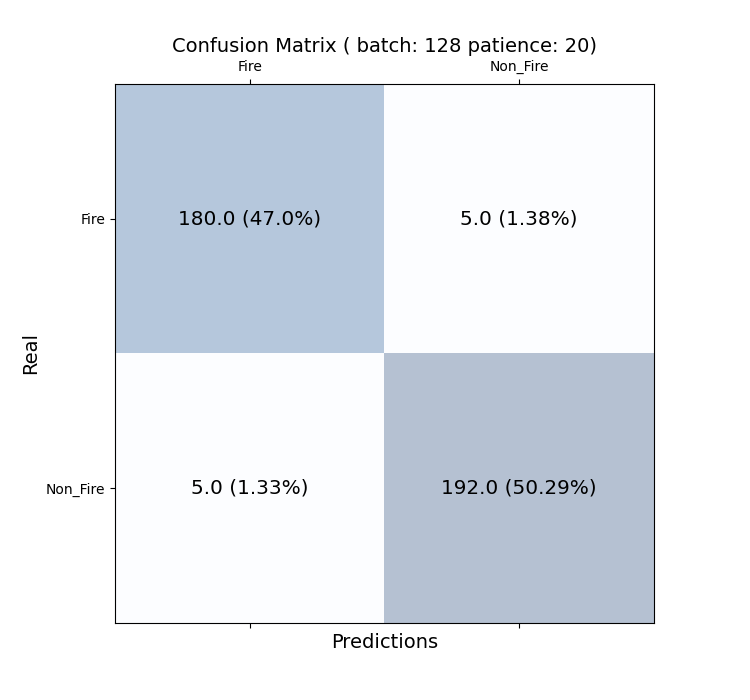 Confusion Matrix ( batch: 128 patience: 20)
Fire Non_Fire
Fire 180.0 (47.0%) 5.0 (1.38%)
Real
Non_Fire 5.0 (1.33%) 192.0 (50.29%)
Predictions